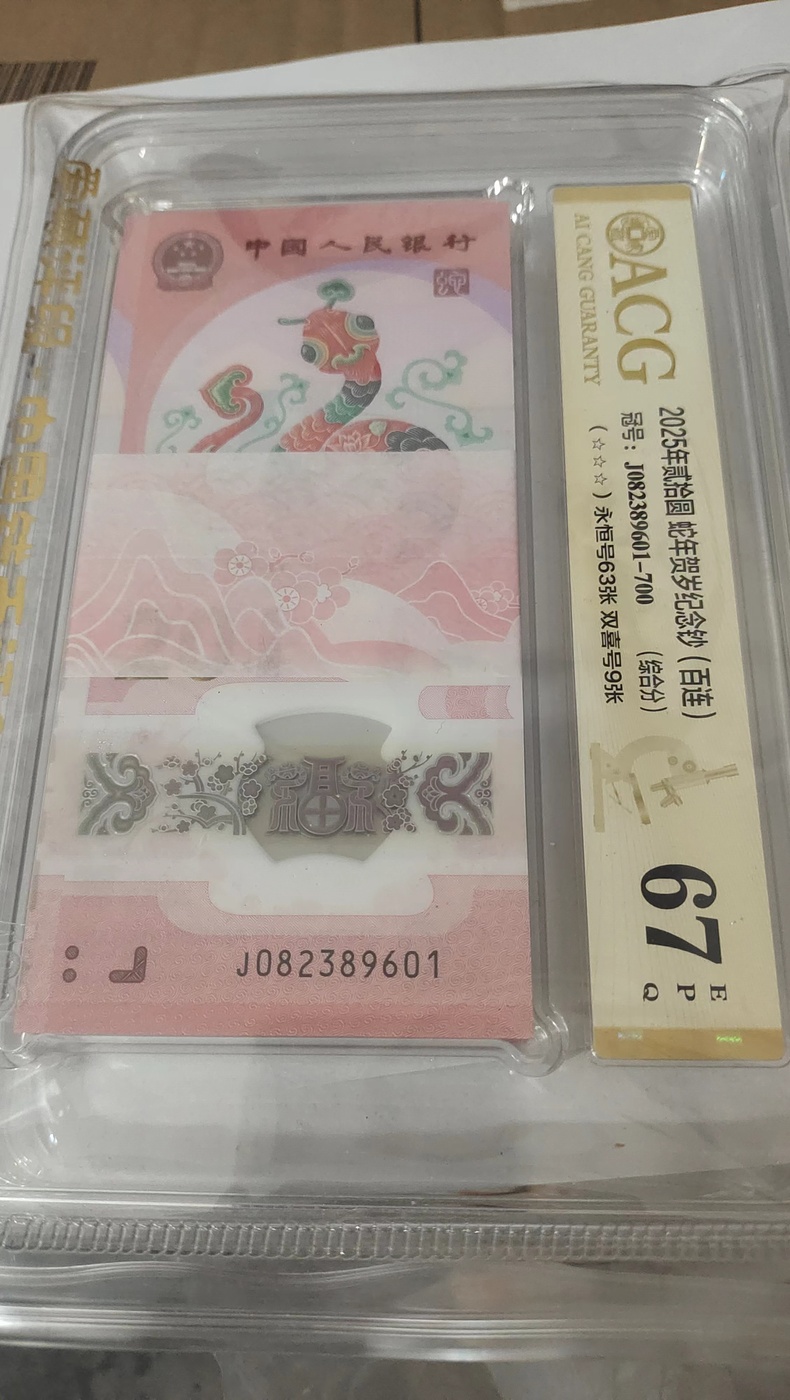 中國人民銀行
J082389601
ACG
AI CANG GUARANTY
2025年贰拾圆 蛇年贺岁纪念钞（百连）
冠号：J082389601-700 （综合分）
（☆☆☆）永恒号63张 双喜号9张
67
E
P
Q